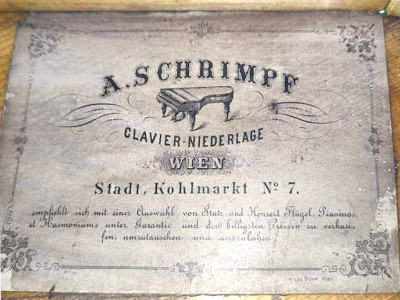 A. SCHRIMPF
CLAVIER-NIEDERLAGE
WIEN
Stadt, Kohlmarkt No 7.
empfiehlt sich mit einer Auswahl von Stutz und Konzert Flügel, Pianinos,
et Harmoniums unter Garantie und den billigsten Preisen zu verkau-
fen, umzutauschen und auszuleihen.
Wien